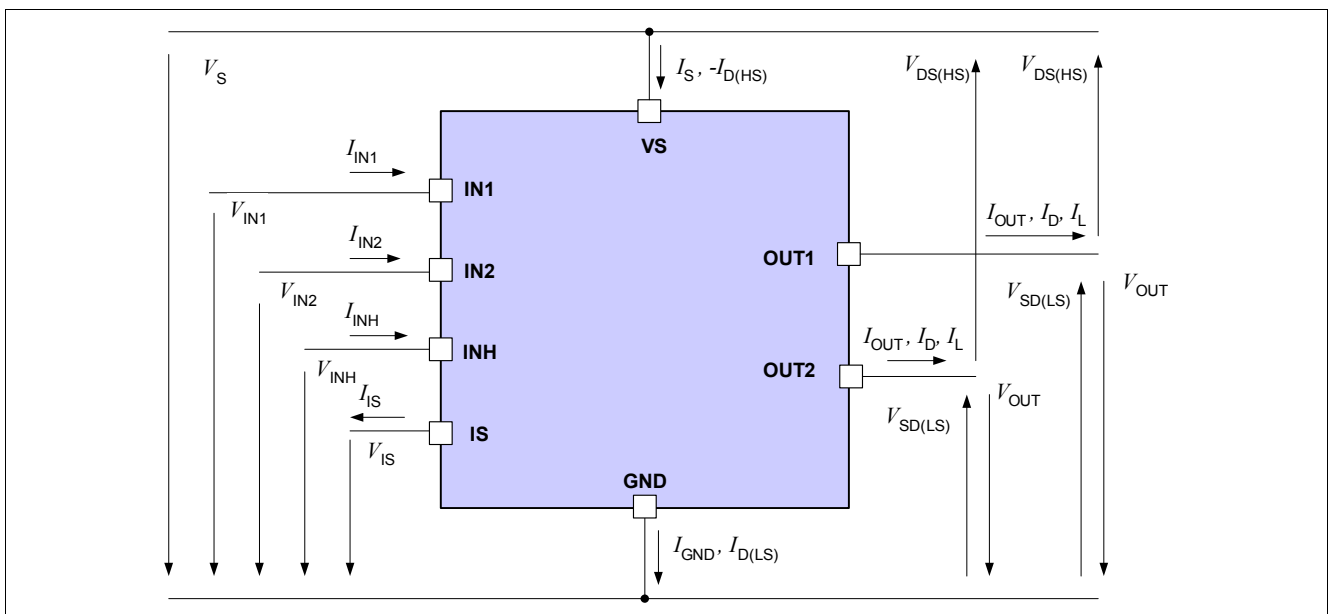 VS
IS , -ID(HS)
VDS(HS)
VDS(HS)
VS
IIN1
IN1
VIN1
IOUT , ID, IL
IIN2
IN2
OUT1
VIN2
VSD(LS)
VOUT
IINH
INH
IOUT , ID, IL
VINH
OUT2
IIS
VOUT
IS
VSD(LS)
VIS
GND
IGND , ID(LS)